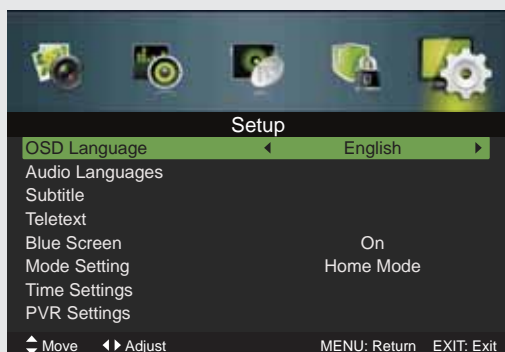 Setup
OSD Language English
Audio Languages
Subtitle
Teletext
Blue Screen On
Mode Setting Home Mode
Time Settings
PVR Settings
Move Adjust MENU: Return EXIT: Exit